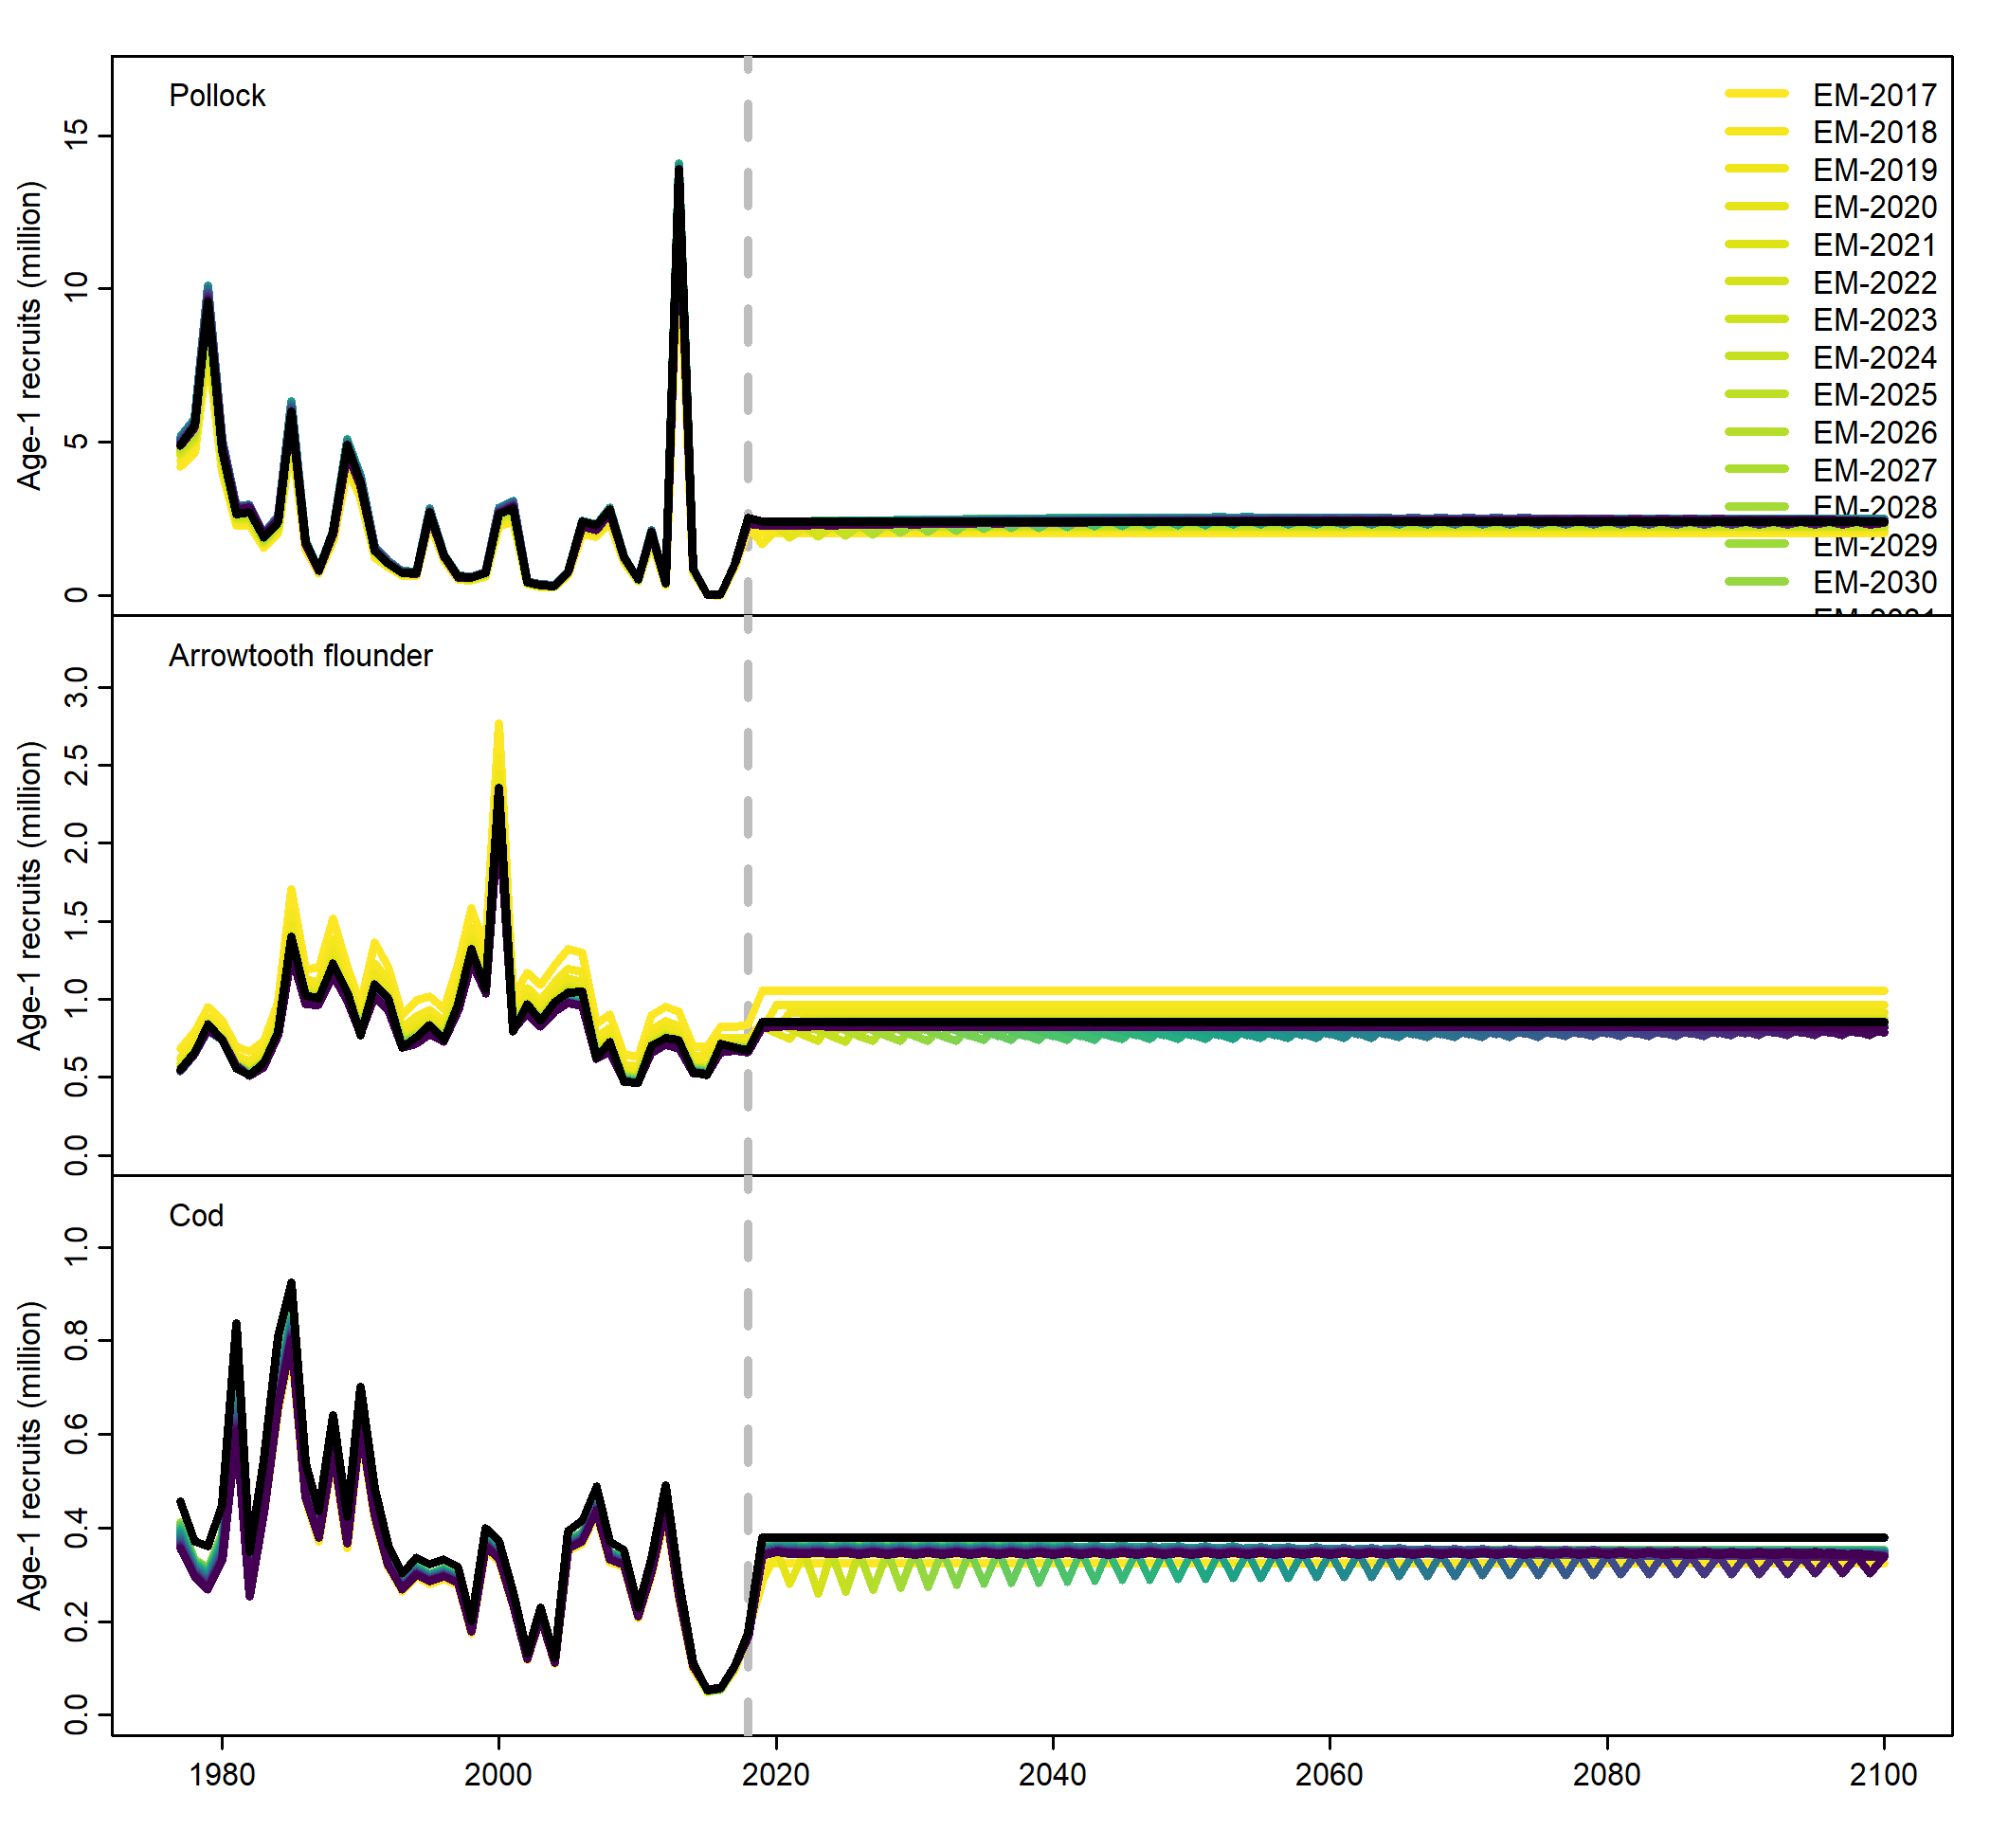 Pollock
Age-1 recruits (million)
15
10
5
0
EM-2017
EM-2018
EM-2019
EM-2020
EM-2021
EM-2022
EM-2023
EM-2024
EM-2025
EM-2026
EM-2027
EM-2028
EM-2029
EM-2030
Arrowtooth flounder
Age-1 recruits (million)
3.0
2.5
2.0
1.5
1.0
0.5
0.0
Cod
Age-1 recruits (million)
1.0
0.8
0.6
0.4
0.2
0.0
1980 2000 2020 2040 2060 2080 2100